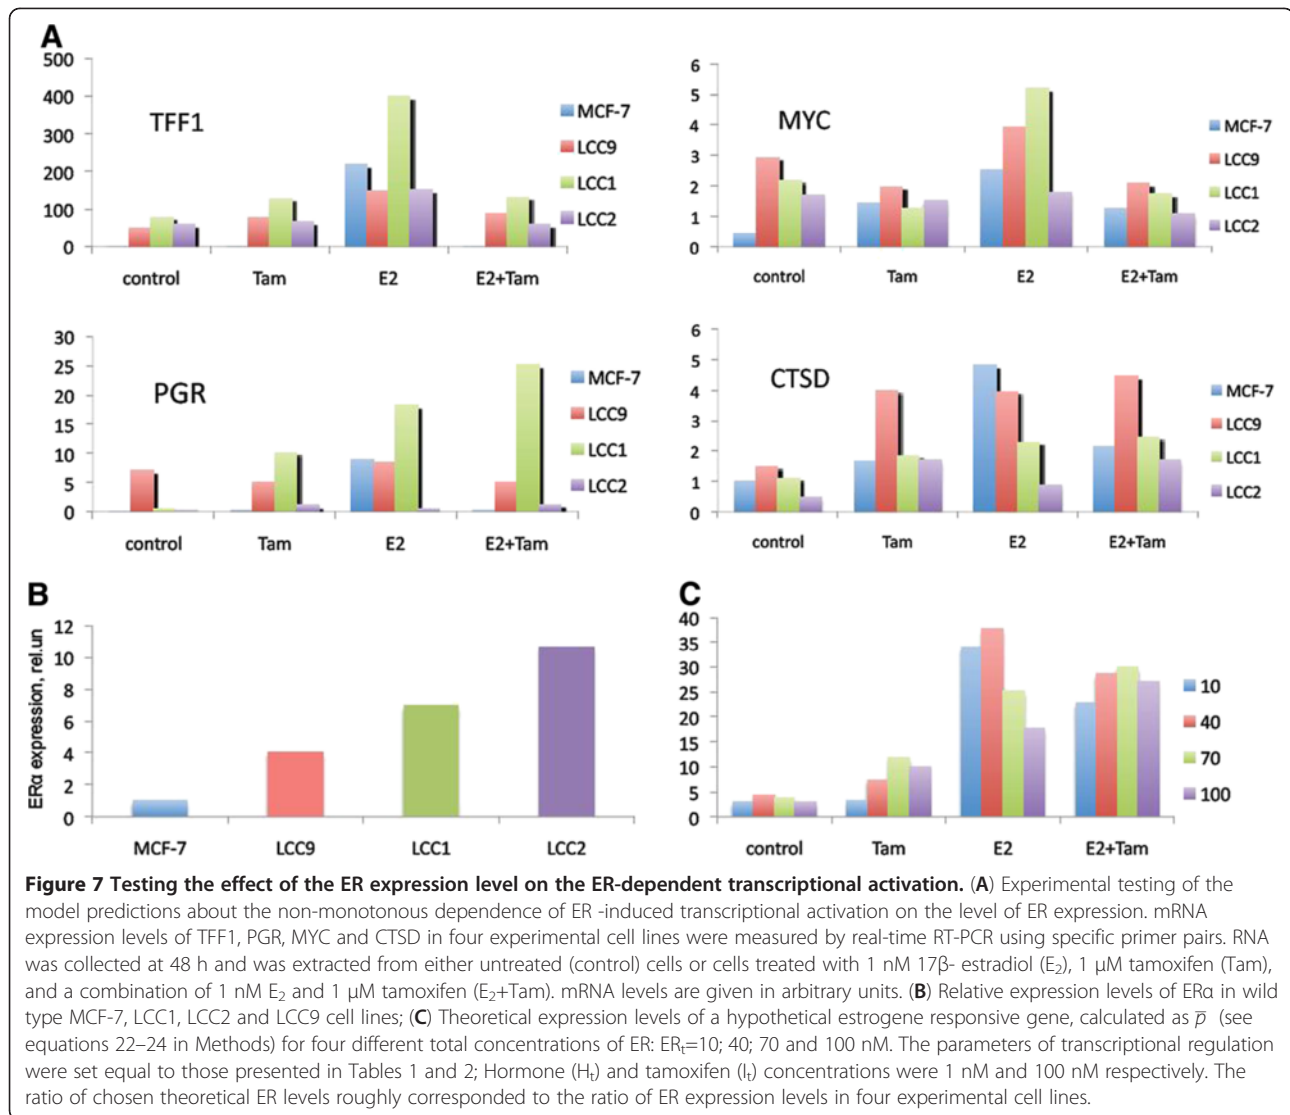 A
500
400
300
200
100
0
TFF1
control Tam E2 E2+Tam
MCF-7
LCC9
LCC1
LCC2
6
5
4
3
2
1
0
MYC
control Tam E2 E2+Tam
MCF-7
LCC9
LCC1
LCC2
30
25
20
15
10
5
0
PGR
control Tam E2 E2+Tam
MCF-7
LCC9
LCC1
LCC2
6
5
4
3
2
1
0
CTSD
control Tam E2 E2+Tam
MCF-7
LCC9
LCC1
LCC2
B
ERα expression, rel.un
12
10
8
6
4
2
0
MCF-7 LCC9 LCC1 LCC2
C
40
35
30
25
20
15
10
5
0
control Tam E2 E2+Tam
10
40
70
100
Figure 7 Testing the effect of the ER expression level on the ER-dependent transcriptional activation. (A) Experimental testing of the
model predictions about the non-monotonous dependence of ER -induced transcriptional activation on the level of ER expression. mRNA
expression levels of TFF1, PGR, MYC and CTSD in four experimental cell lines were measured by real-time RT-PCR using specific primer pairs. RNA
was collected at 48 h and was extracted from either untreated (control) cells or cells treated with 1 nM 17β- estradiol (E₂), 1 μM tamoxifen (Tam),
and a combination of 1 nM E₂ and 1 μM tamoxifen (E₂+Tam). mRNA levels are given in arbitrary units. (B) Relative expression levels of ERα in wild
type MCF-7, LCC1, LCC2 and LCC9 cell lines; (C) Theoretical expression levels of a hypothetical estrogene responsive gene, calculated as p̅ (see
equations 22–24 in Methods) for four different total concentrations of ER: ERₜ=10; 40; 70 and 100 nM. The parameters of transcriptional regulation
were set equal to those presented in Tables 1 and 2; Hormone (Hₜ) and tamoxifen (Iₜ) concentrations were 1 nM and 100 nM respectively. The
ratio of chosen theoretical ER levels roughly corresponded to the ratio of ER expression levels in four experimental cell lines.